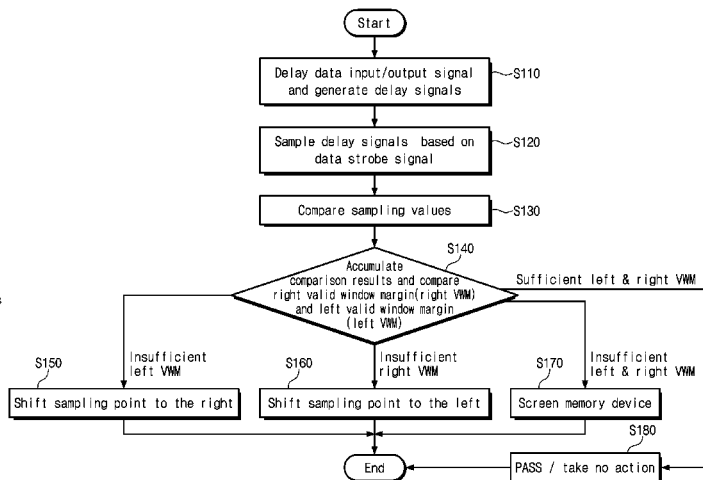 Start
Delay data input/output signal
and generate delay signals
S110
Sample delay signals based on
data strobe signal
S120
Compare sampling values
S130
S140
Accumulate
comparison results and compare
right valid window margin(right VWM)
and left valid window margin
(left VWM)
Sufficient left & right VWM
S150
Insufficient
left VWM
S160
Insufficient
right VWM
S170
Insufficient
left & right VWM
Shift sampling point to the right
Shift sampling point to the left
Screen memory device
S180
End
PASS / take no action